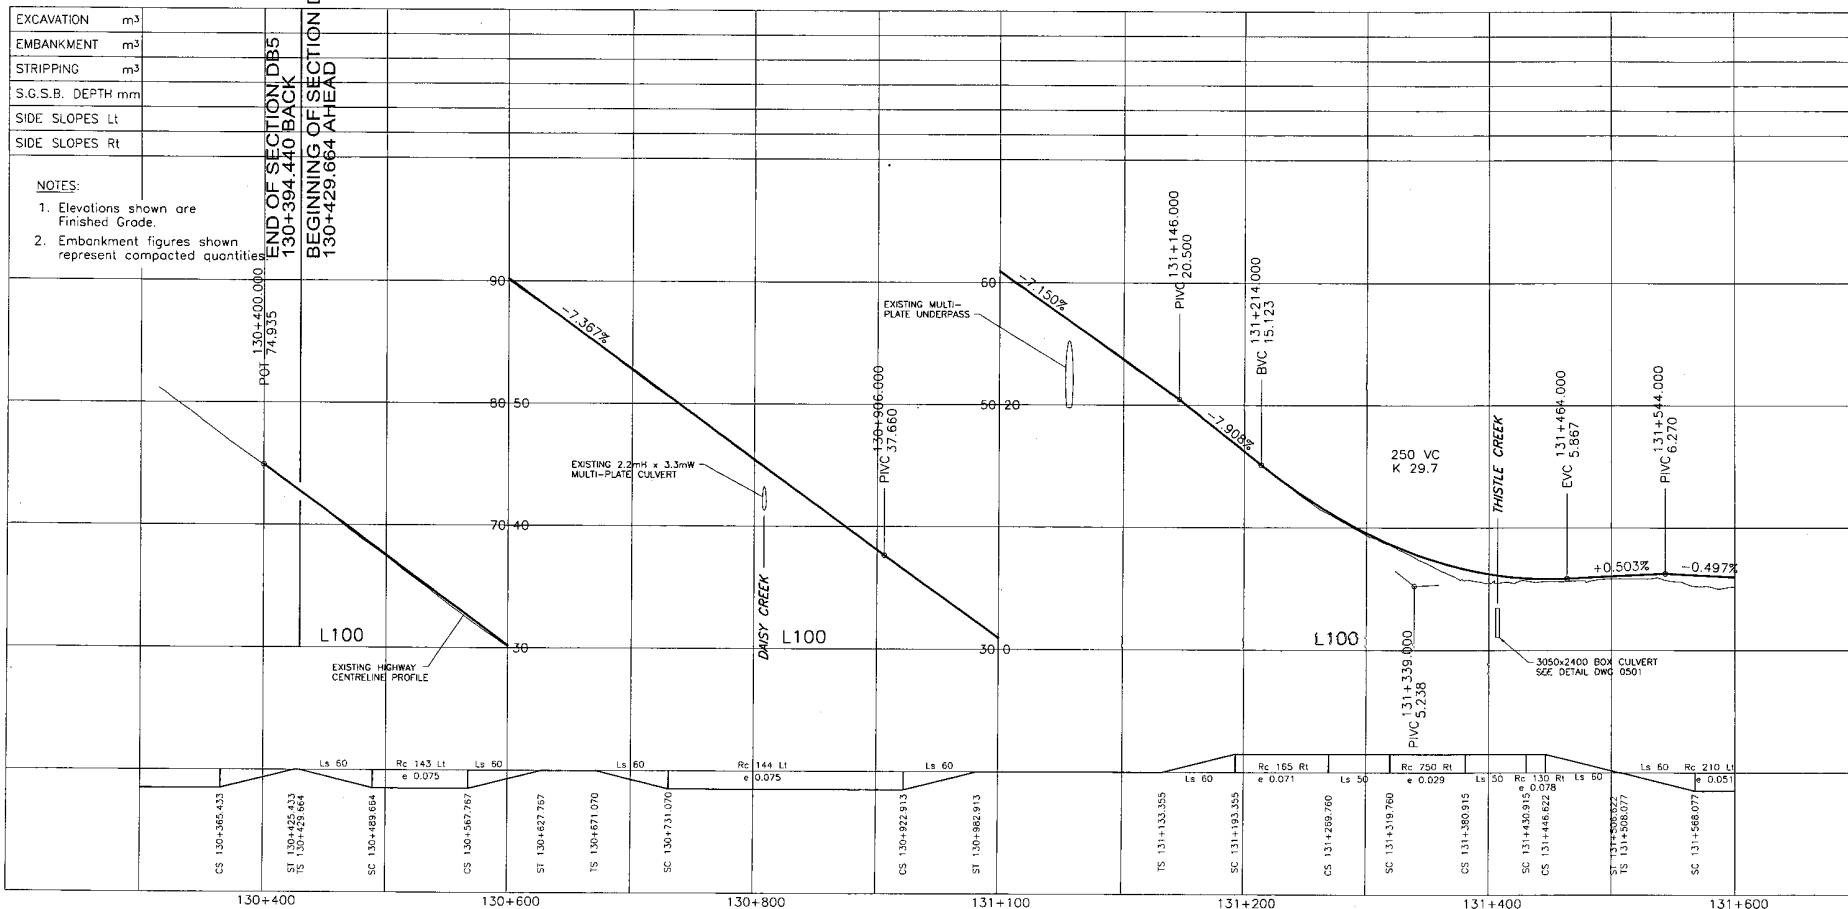 EXCAVATION m³
EMBANKMENT m³
STRIPPING m³
S.G.S.B. DEPTH mm
SIDE SLOPES Lt
SIDE SLOPES Rt
NOTES:
1. Elevations shown are
Finished Grade.
2. Embankment figures shown
represent compacted quantities
END OF SECTION DB5
130+394.440 BACK
BEGINNING OF SECTION
130+429.664 AHEAD
POT 130+400.000
74.935
90
80 50
70 40
30
-7.367%
EXISTING 2.2mH x 3.3mW
MULTI-PLATE CULVERT
PIVC 130+906.000
37.660
DAISY CREEK
L100
EXISTING HIGHWAY
CENTRELINE PROFILE
L100
60
50 20
30 0
-7.150%
EXISTING MULTI-
PLATE UNDERPASS
PIVC 131+146.000
20.500
BVC 131+214.000
15.123
-7.908%
250 VC
K 29.7
THISTLE CREEK
EVC 131+464.000
5.867
PIVC 131+544.000
6.270
+0.503%
-0.497%
L100
PIVC 131+339.000
5.238
3050x2400 BOX CULVERT
SEE DETAIL DWG 0501
Ls 60
Rc 143 Lt
e 0.075
Ls 60
Ls 60
Rc 144 Lt
e 0.075
Ls 60
Ls 60
Rc 165 Rt
e 0.071
Ls 50
Rc 750 Rt
e 0.029
Ls 50
Rc 130 Rt
e 0.078
Ls 60
Ls 60
Rc 210 Lt
e 0.051
CS 130+365.433
ST 130+425.433
TS 130+429.664
SC 130+489.664
CS 130+567.767
ST 130+627.767
TS 130+671.070
SC 130+731.070
CS 130+922.913
ST 130+982.913
TS 131+133.355
SC 131+193.355
CS 131+269.760
SC 131+319.760
CS 131+380.915
SC 131+430.915
CS 131+446.622
ST 131+506.622
TS 131+508.077
SC 131+568.077
130+400
130+600
130+800
131+100
131+200
131+400
131+600